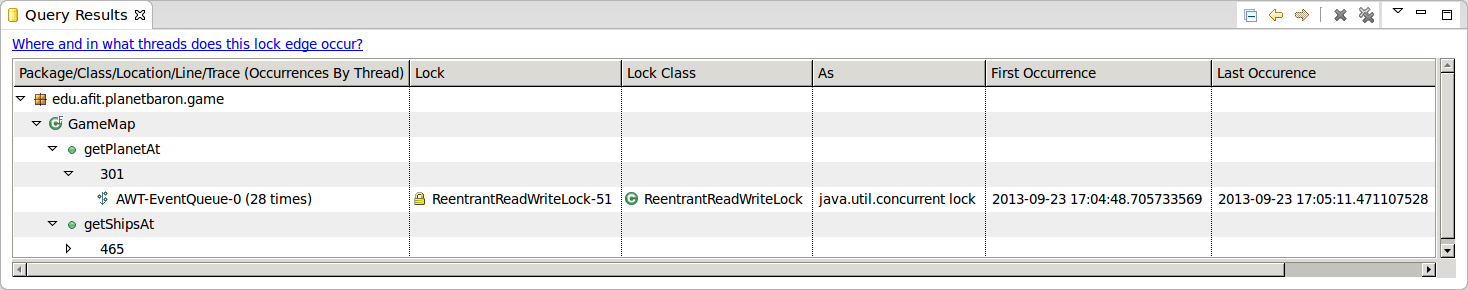 Query Results
Where and in what threads does this lock edge occur?
Package/Class/Location/Line/Trace (Occurrences By Thread) Lock Lock Class As First Occurrence Last Occurence
edu.afit.planetbaron.game
GameMap
getPlanetAt
301
AWT-EventQueue-0 (28 times) ReentrantReadWriteLock-51 ReentrantReadWriteLock java.util.concurrent lock 2013-09-23 17:04:48.705733569 2013-09-23 17:05:11.471107528
getShipsAt
465